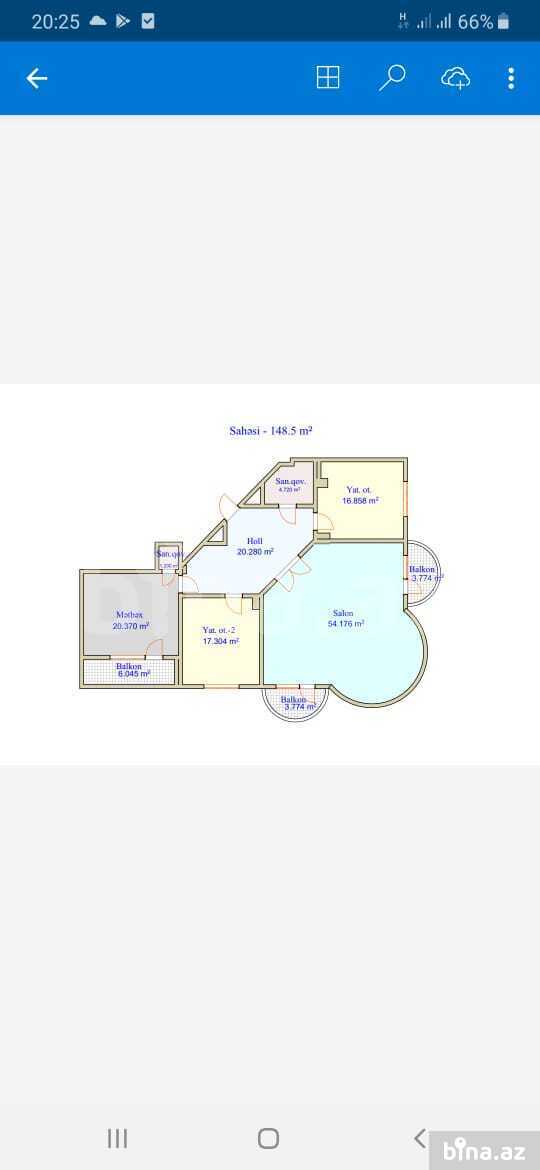 20:25
H
66%
Sahəsi - 148.5 m²
San.qov.
4.720 m²
Yat. ot.
16.858 m²
Holl
20.280 m²
San.qov.
Balkon
3.774 m²
Mətbəx
20.370 m²
Yat. ot.-2
17.304 m²
Salon
54.176 m²
Balkon
6.045 m²
Balkon
3.774 m²
bina.az